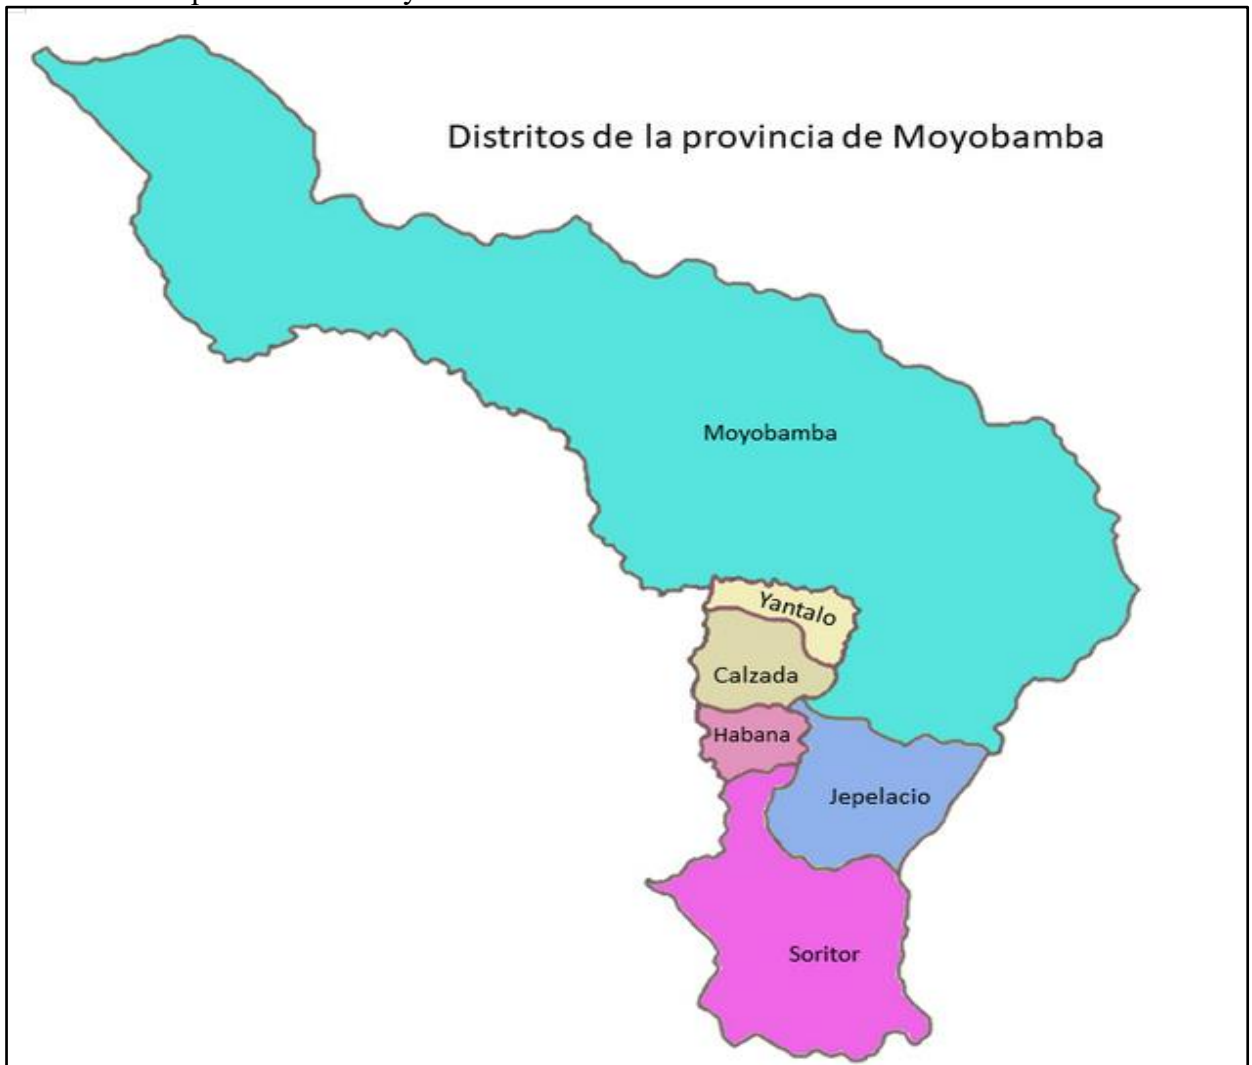 Distritos de la provincia de Moyobamba
Moyobamba
Yantalo
Calzada
Habana
Jepelacio
Soritor